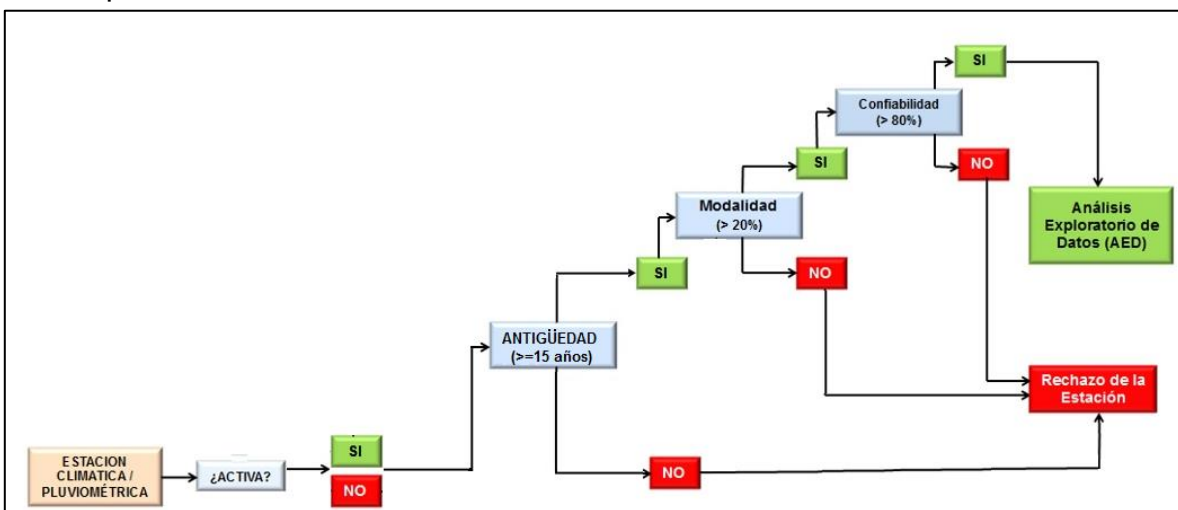 SI
Confiabilidad
(> 80%)
SI
NO
Modalidad
(> 20%)
Análisis
Exploratorio de
Datos (AED)
SI
NO
ANTIGÜEDAD
(>=15 años)
Rechazo de la
Estación
ESTACION
CLIMATICA /
PLUVIOMÉTRICA
¿ACTIVA?
SI
NO
NO